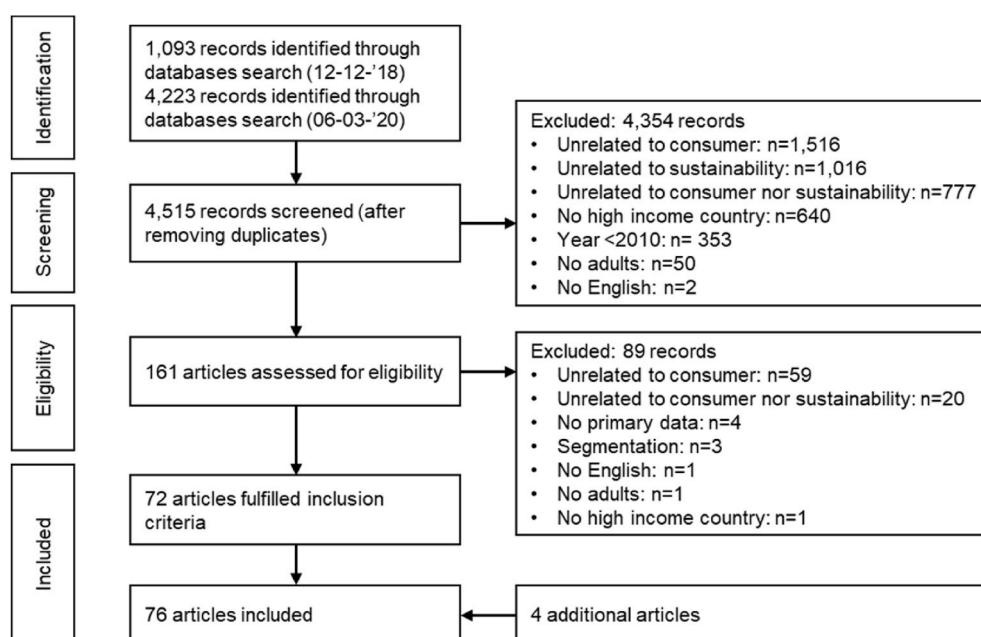 Identification
1,093 records identified through
databases search (12-12-'18)
4,223 records identified through
databases search (06-03-'20)
Screening
4,515 records screened (after
removing duplicates)
Excluded: 4,354 records
• Unrelated to consumer: n=1,516
• Unrelated to sustainability: n=1,016
• Unrelated to consumer nor sustainability: n=777
• No high income country: n=640
• Year <2010: n= 353
• No adults: n=50
• No English: n=2
Eligibility
161 articles assessed for eligibility
Excluded: 89 records
• Unrelated to consumer: n=59
• Unrelated to consumer nor sustainability: n=20
• No primary data: n=4
• Segmentation: n=3
• No English: n=1
• No adults: n=1
• No high income country: n=1
Included
72 articles fulfilled inclusion
criteria
76 articles included
4 additional articles